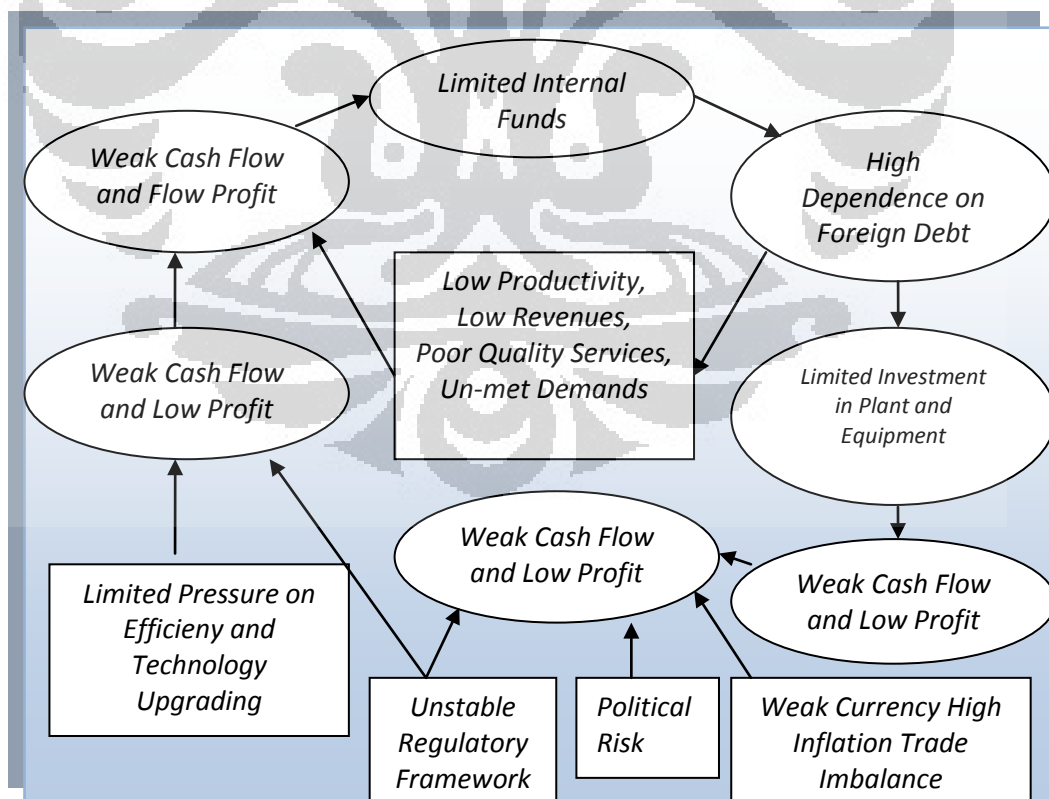 Limited Internal
Funds
Weak Cash Flow
and Flow Profit
High
Dependence on
Foreign Debt
Low Productivity,
Low Revenues,
Poor Quality Services,
Un-met Demands
Weak Cash Flow
and Low Profit
Limited Investment
in Plant and
Equipment
Weak Cash Flow
and Low Profit
Weak Cash Flow
and Low Profit
Limited Pressure on
Efficieny and
Technology
Upgrading
Unstable
Regulatory
Framework
Political
Risk
Weak Currency High
Inflation Trade
Imbalance